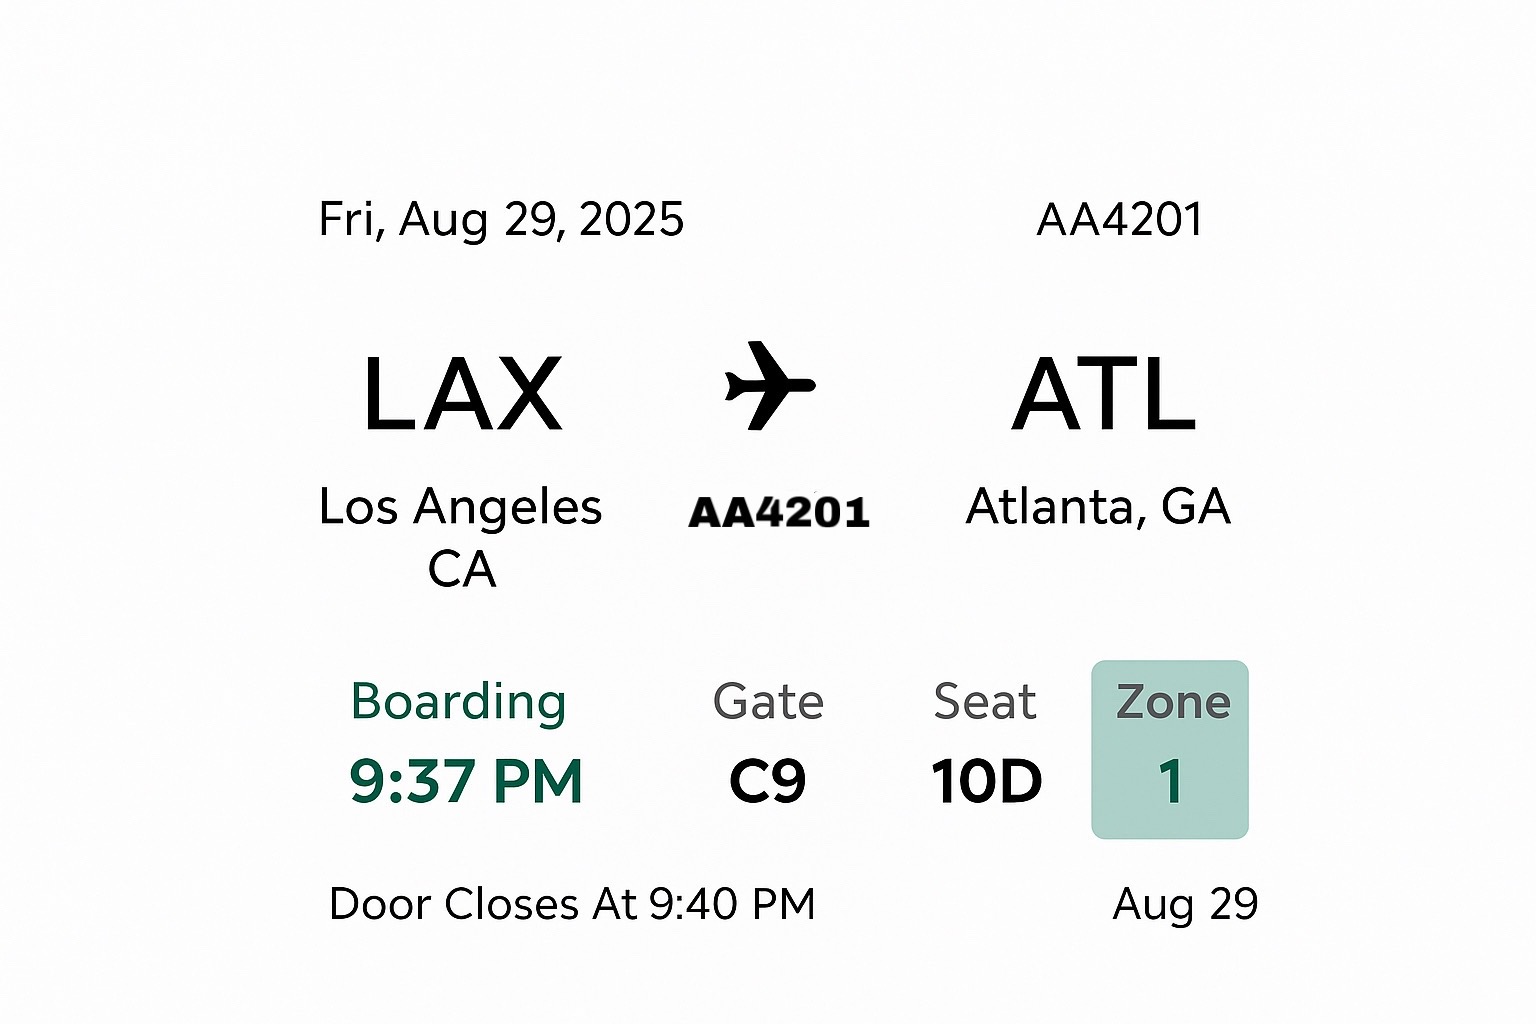 Fri, Aug 29, 2025 AA4201
LAX ATL
Los Angeles AA4201 Atlanta, GA
CA
Boarding Gate Seat Zone
9:37 PM C9 10D 1
Door Closes At 9:40 PM Aug 29